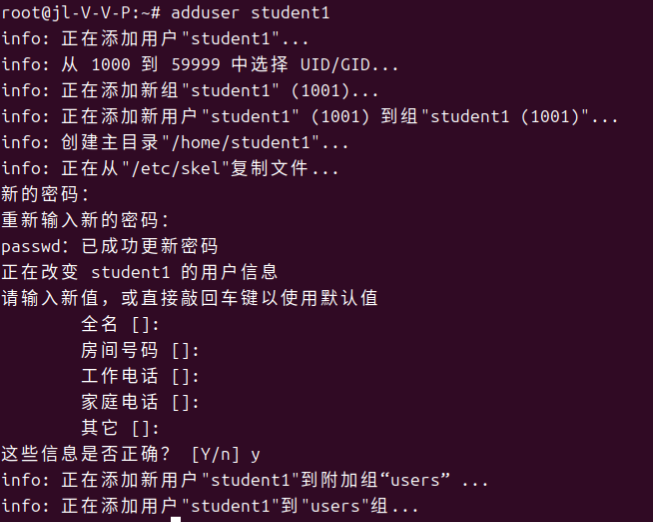 root@jl-V-V-P:~# adduser student1
info: 正在添加用户"student1"...
info: 从 1000 到 59999 中选择 UID/GID...
info: 正在添加新组"student1" (1001)...
info: 正在添加新用户"student1" (1001) 到组"student1 (1001)"...
info: 创建主目录"/home/student1"...
info: 正在从"/etc/skel"复制文件...
新的密码：
重新输入新的密码：
passwd：已成功更新密码
正在改变 student1 的用户信息
请输入新值，或直接敲回车键以使用默认值
全名 []:
房间号码 []:
工作电话 []:
家庭电话 []:
其它 []:
这些信息是否正确？ [Y/n] y
info: 正在添加新用户"student1"到附加组“users” ...
info: 正在添加用户"student1"到"users"组...